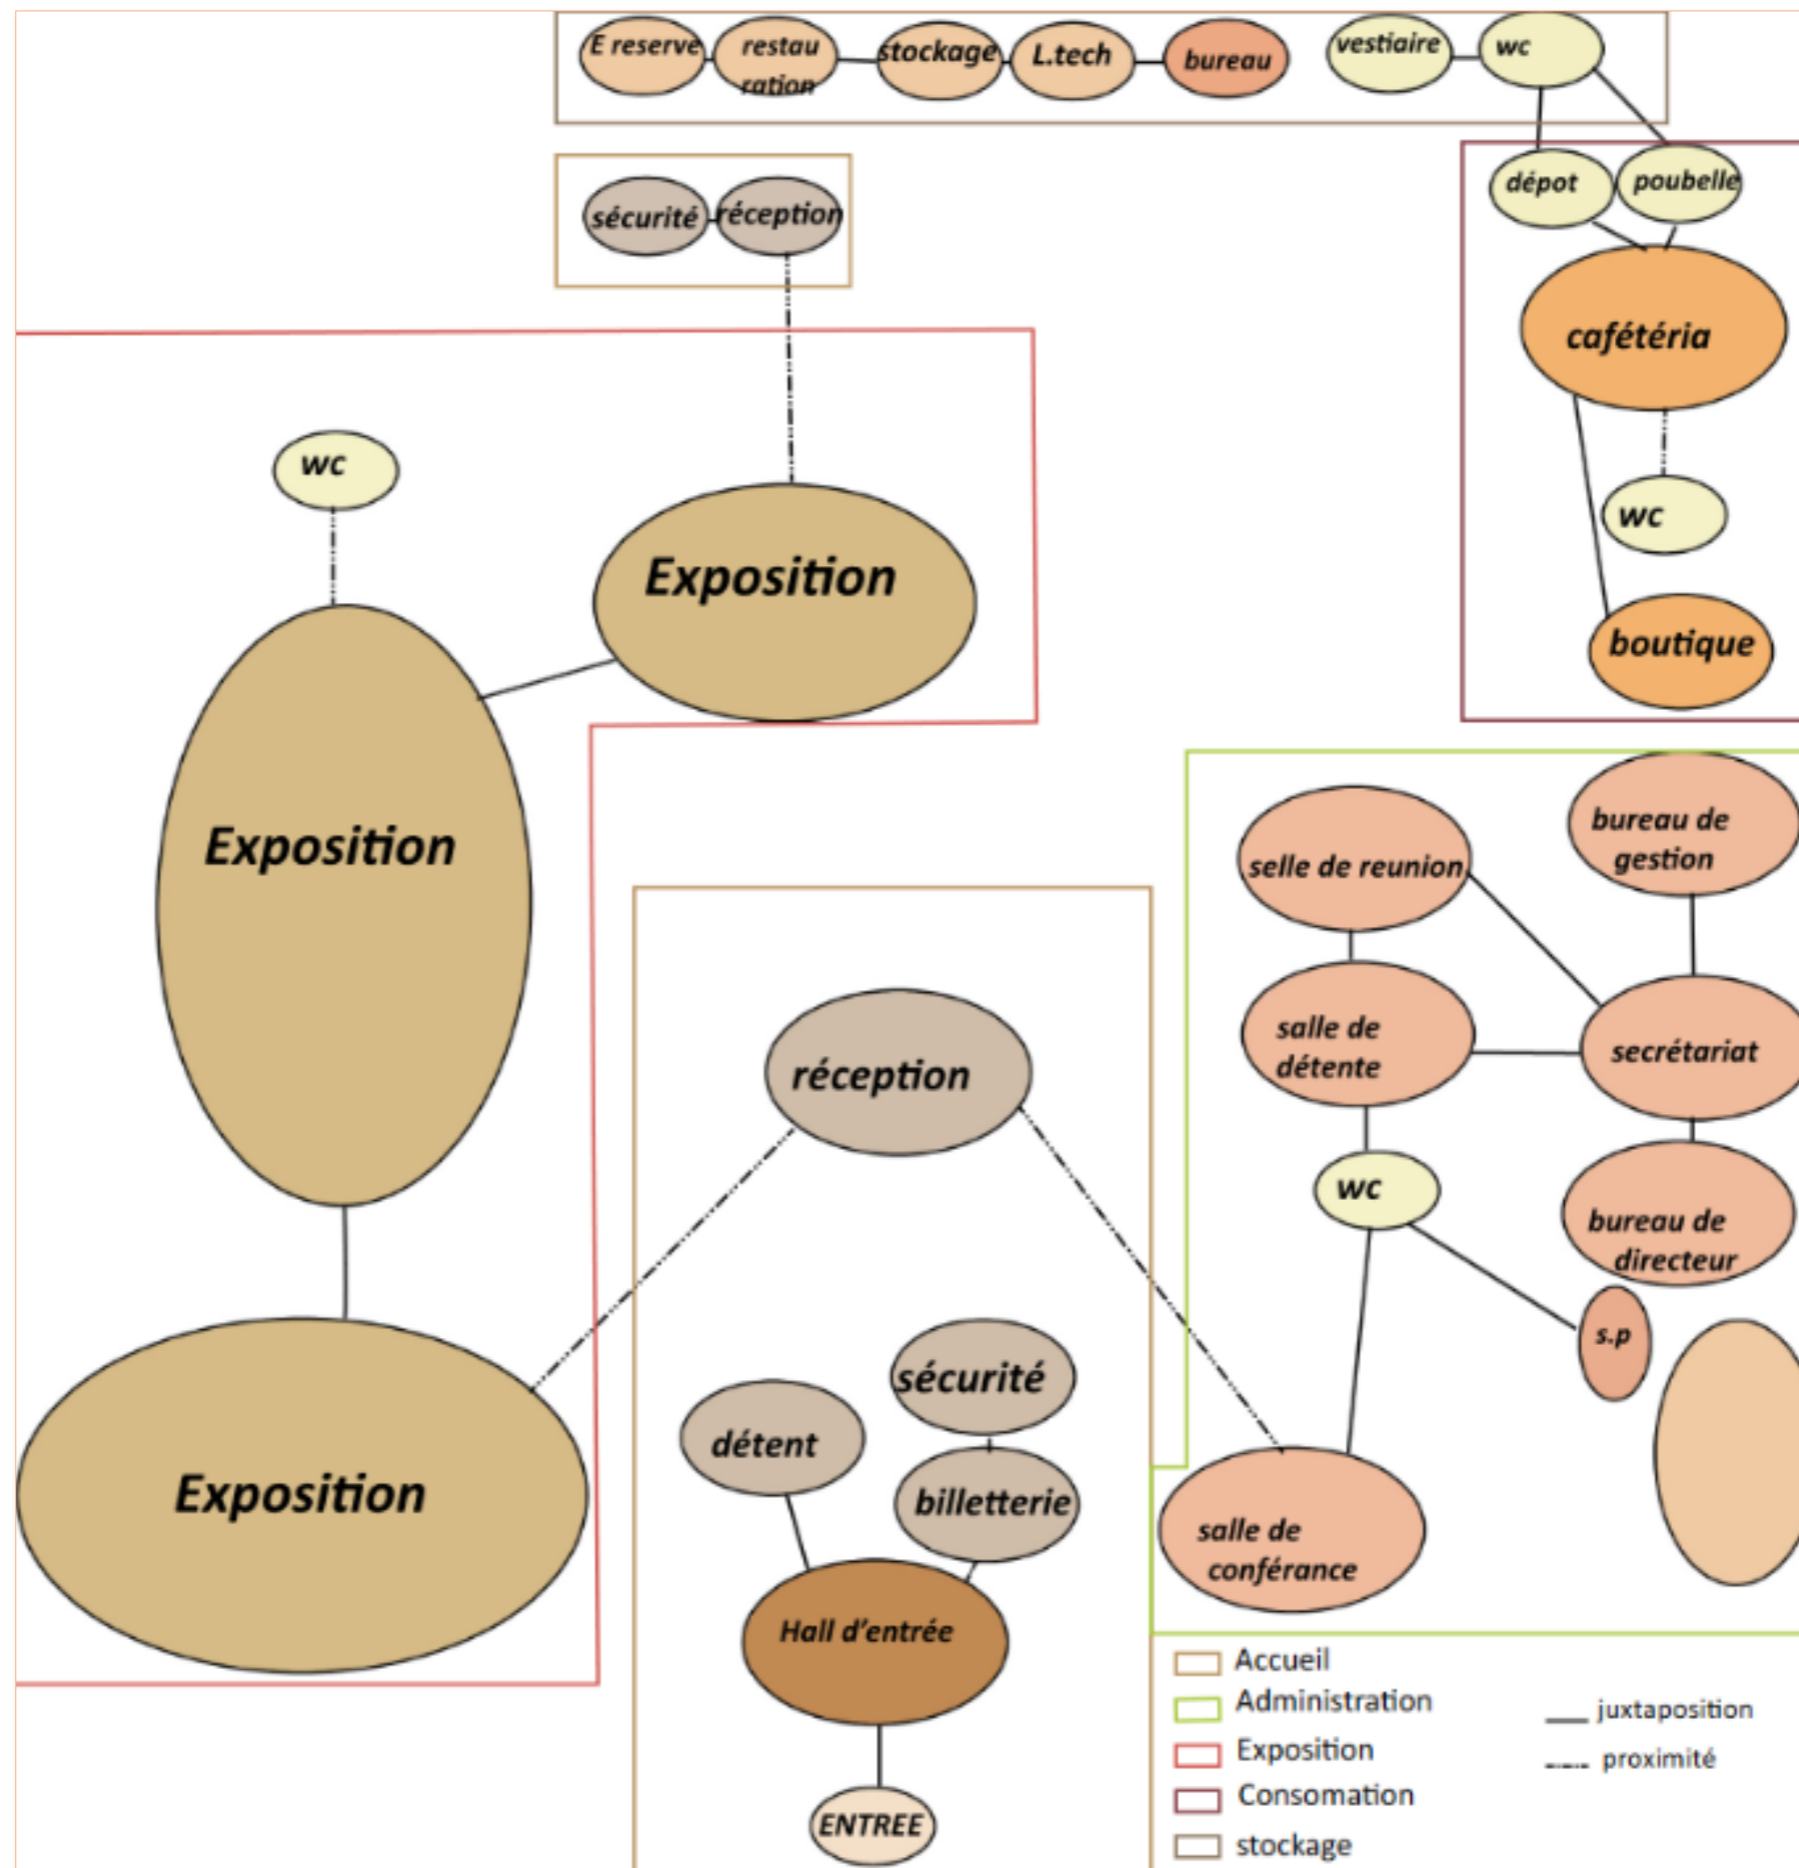 E reserve
restau
ration
stockage
L.tech
bureau
vestiaire
wc
sécurité
réception
dépot
poubelle
cafétéria
wc
boutique
wc
Exposition
Exposition
Exposition
selle de reunion
bureau de
gestion
salle de
détente
secrétariat
wc
bureau de
directeur
s.p
salle de
conférance
réception
sécurité
détent
billetterie
Hall d'entrée
ENTREE
Accueil
Administration
Exposition
Consomation
stockage
juxtaposition
proximité